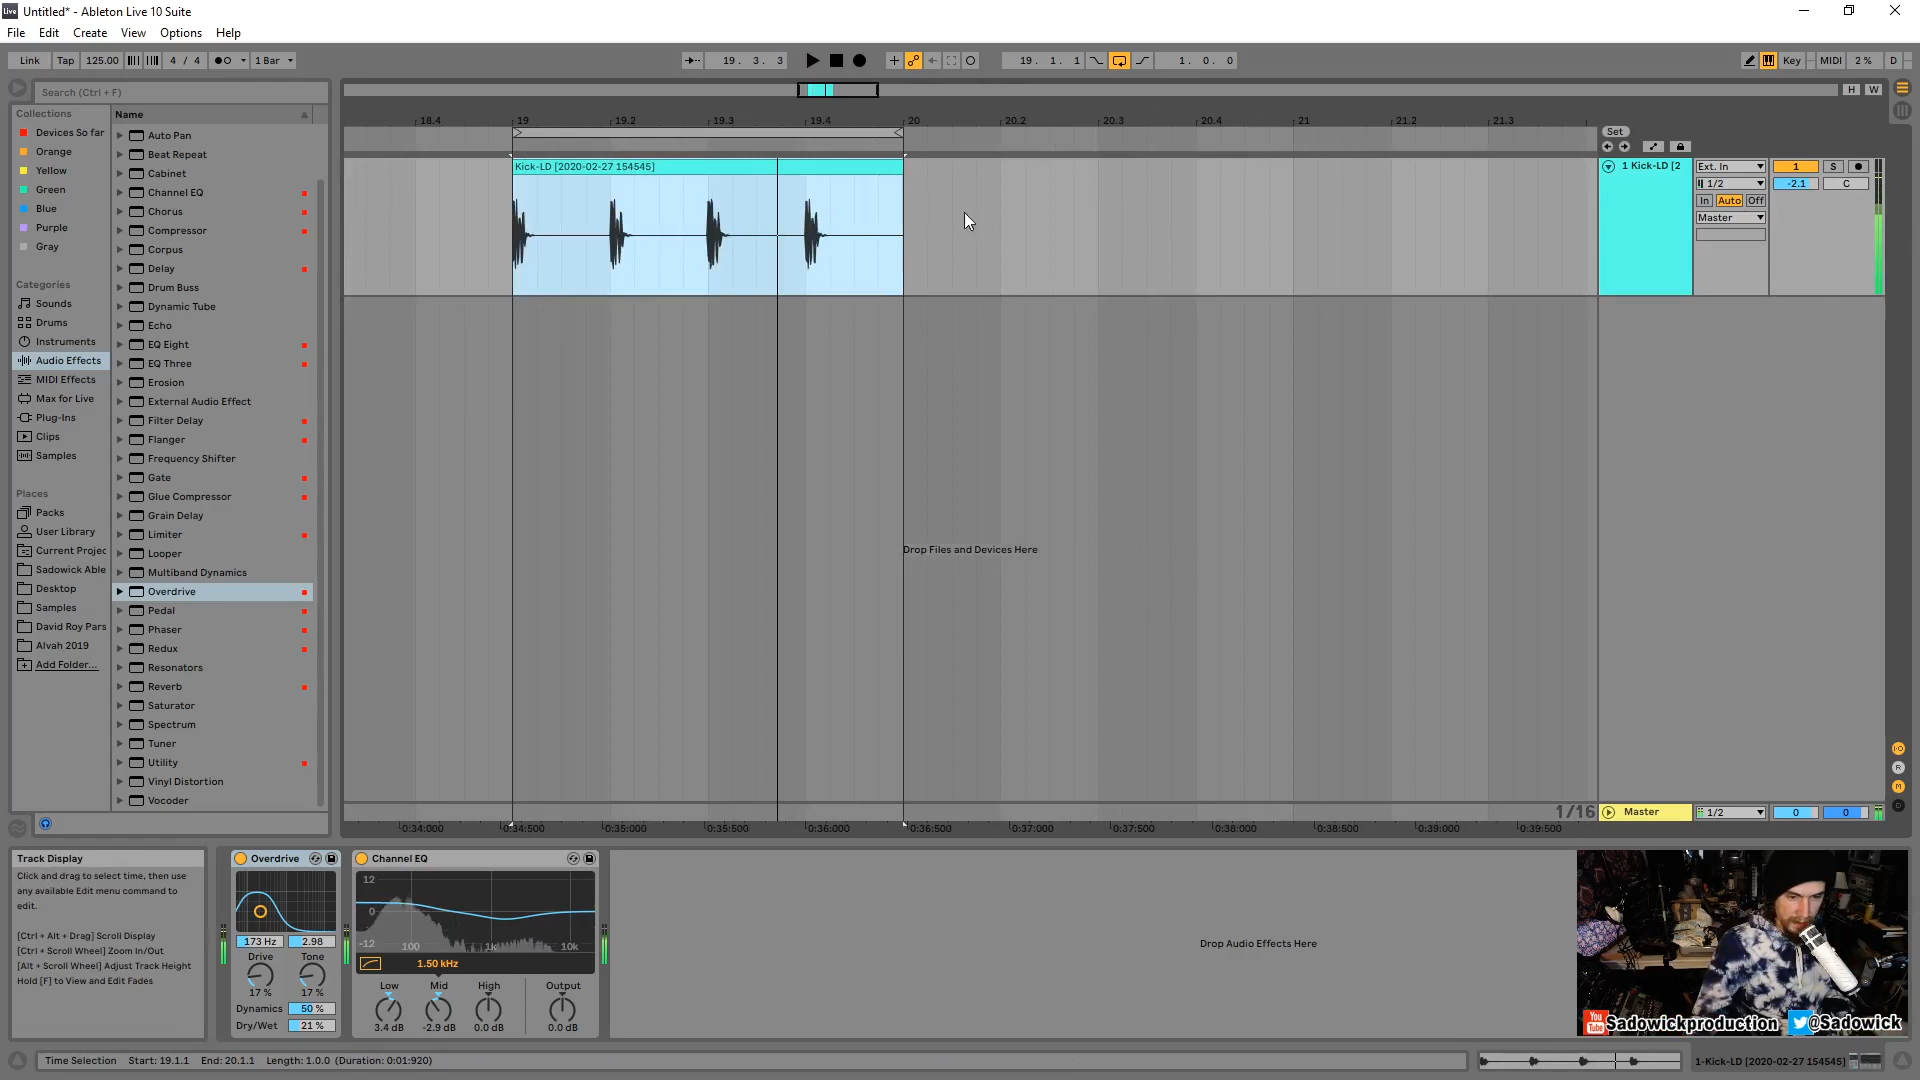 Untitled* - Ableton Live 10 Suite
File Edit Create View Options Help
Link Tap 125.00 4 / 4 1 Bar 19. 3. 3 19. 1. 1 1. 0. 0 Key MIDI 2 % D
Search (Ctrl + F)
H W
Collections
Devices So far
Orange
Yellow
Green
Blue
Purple
Gray
Categories
Sounds
Drums
Instruments
Audio Effects
MIDI Effects
Max for Live
Plug-Ins
Clips
Samples
Places
Packs
User Library
Current Projec
Sadowick Able
Desktop
Samples
David Roy Pars
Alvah 2019
Add Folder...
Name
Auto Pan
Beat Repeat
Cabinet
Channel EQ
Chorus
Compressor
Corpus
Delay
Drum Buss
Dynamic Tube
Echo
EQ Eight
EQ Three
Erosion
External Audio Effect
Filter Delay
Flanger
Frequency Shifter
Gate
Glue Compressor
Grain Delay
Limiter
Looper
Multiband Dynamics
Overdrive
Pedal
Phaser
Redux
Resonators
Reverb
Saturator
Spectrum
Tuner
Utility
Vinyl Distortion
Vocoder
18.4 19 19.2 19.3 19.4 20 20.2 20.3 20.4 21 21.2 21.3
Set
Kick-LD [2020-02-27 154545]
1 Kick-LD [2
Ext. In 1 S
1/2 -2.1 C
In Auto Off
Master
Drop Files and Devices Here
1/16
Master 1/2 0 0
0:34:000 0:34:500 0:35:000 0:35:500 0:36:000 0:36:500 0:37:000 0:37:500 0:38:000 0:38:500 0:39:000 0:39:500
Track Display
Click and drag to select time, then use
any available Edit menu command to
edit.
[Ctrl + Alt + Drag] Scroll Display
[Ctrl + Scroll Wheel] Zoom In/Out
[Alt + Scroll Wheel] Adjust Track Height
Hold [F] to View and Edit Fades
Overdrive
173 Hz 2.98
Drive Tone
17 % 17 %
Dynamics 50 %
Dry/Wet 21 %
Channel EQ
12
0
-12 100 1k 10k
1.50 kHz
Low Mid High Output
3.4 dB -2.9 dB 0.0 dB 0.0 dB
Drop Audio Effects Here
You Tube Sadowickproduction @Sadowick
Time Selection Start: 19.1.1 End: 20.1.1 Length: 1.0.0 (Duration: 0:01:920)
1-Kick-LD [2020-02-27 154545]